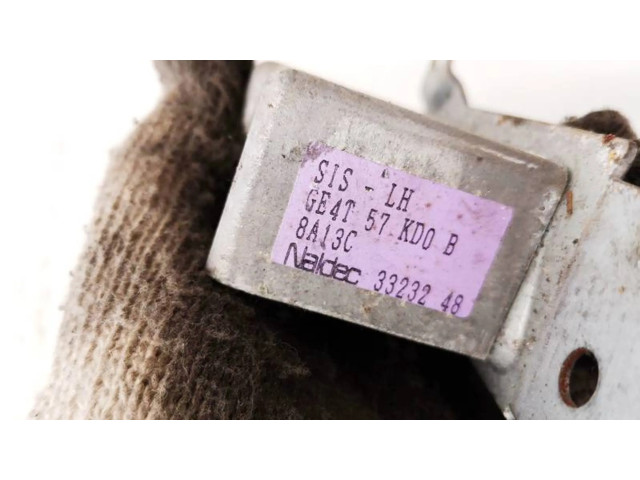 SIS - LH
GE4T 57 KD0 B
8A13C
Naldec 33232 48